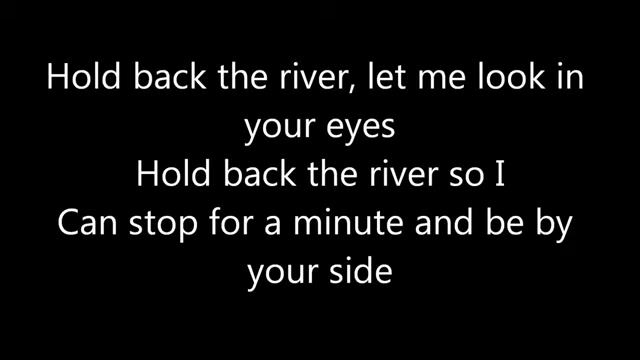 Hold back the river, let me look in
your eyes
Hold back the river so I
Can stop for a minute and be by
your side